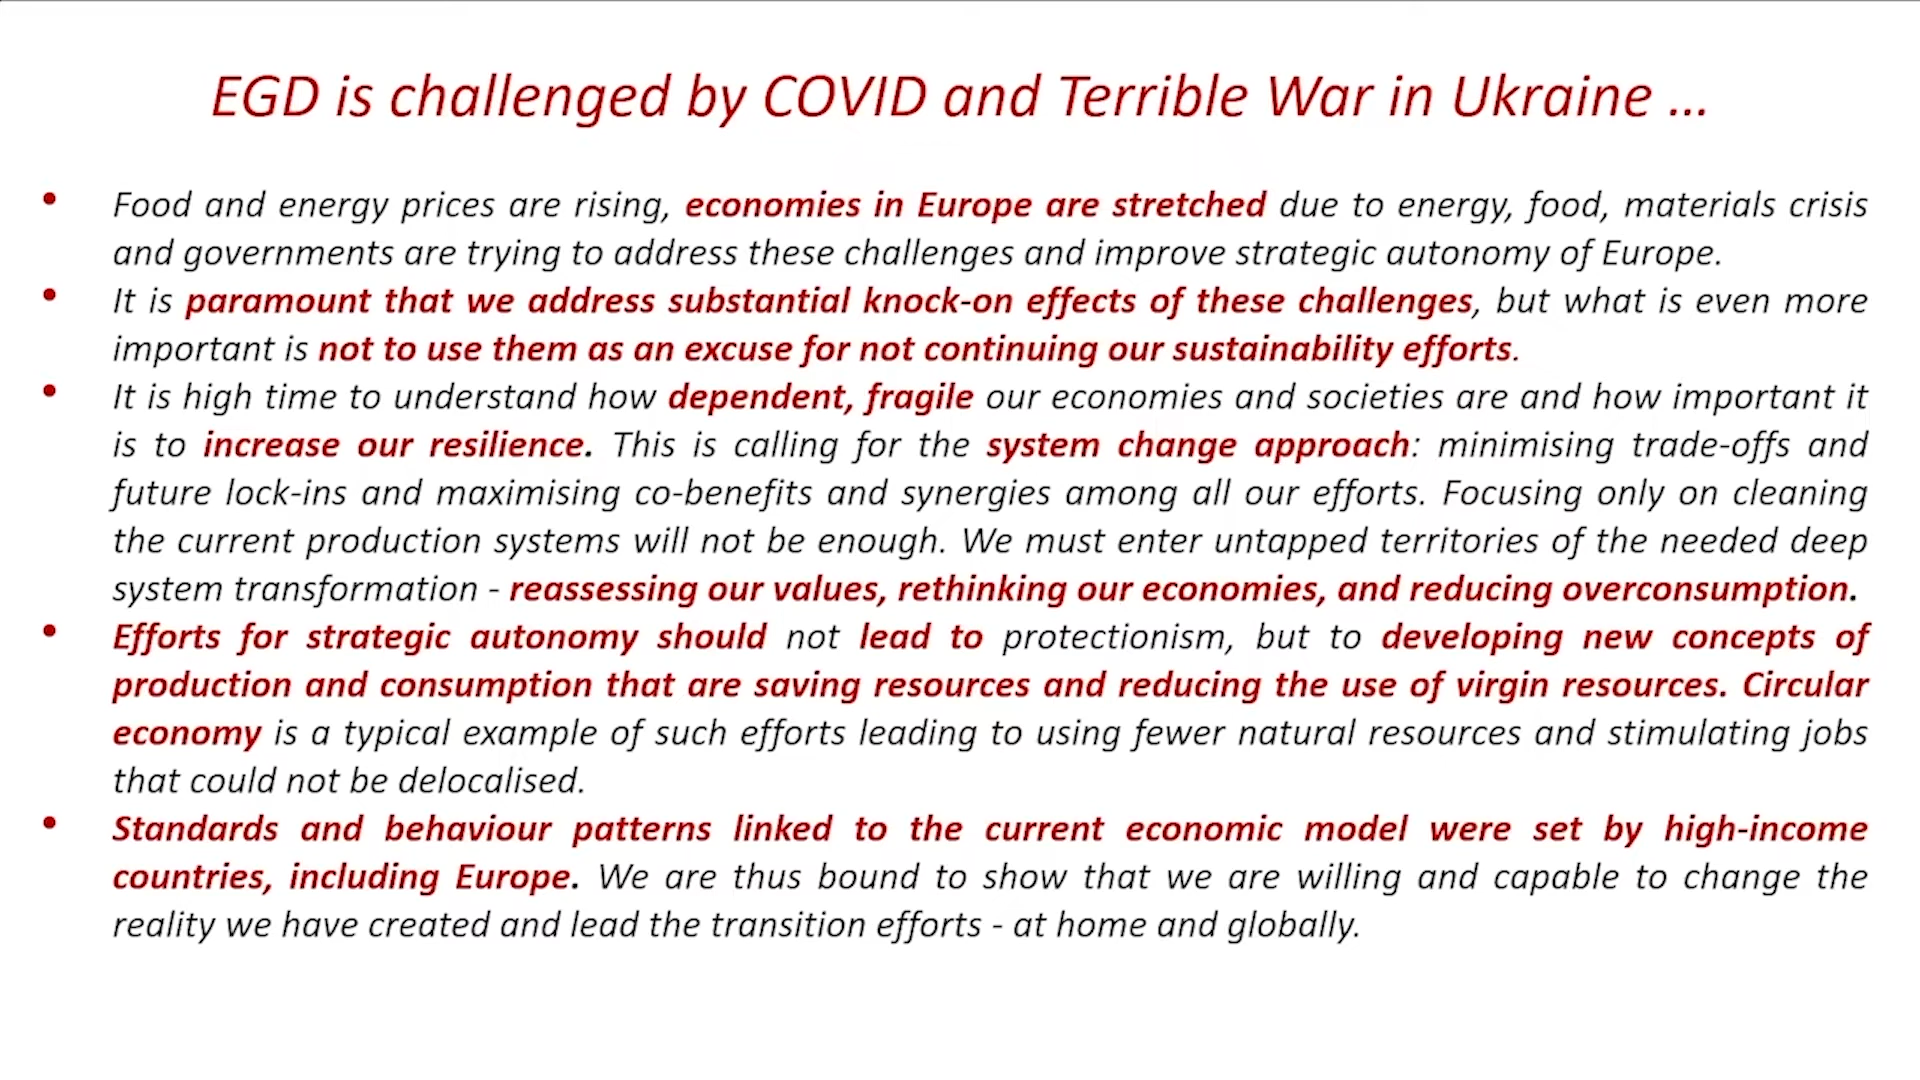 EGD is challenged by COVID and Terrible War in Ukraine ...
• Food and energy prices are rising, economies in Europe are stretched due to energy, food, materials crisis
and governments are trying to address these challenges and improve strategic autonomy of Europe.
• It is paramount that we address substantial knock-on effects of these challenges, but what is even more
important is not to use them as an excuse for not continuing our sustainability efforts.
• It is high time to understand how dependent, fragile our economies and societies are and how important it
is to increase our resilience. This is calling for the system change approach: minimising trade-offs and
future lock-ins and maximising co-benefits and synergies among all our efforts. Focusing only on cleaning
the current production systems will not be enough. We must enter untapped territories of the needed deep
system transformation - reassessing our values, rethinking our economies, and reducing overconsumption.
• Efforts for strategic autonomy should not lead to protectionism, but to developing new concepts of
production and consumption that are saving resources and reducing the use of virgin resources. Circular
economy is a typical example of such efforts leading to using fewer natural resources and stimulating jobs
that could not be delocalised.
• Standards and behaviour patterns linked to the current economic model were set by high-income
countries, including Europe. We are thus bound to show that we are willing and capable to change the
reality we have created and lead the transition efforts - at home and globally.